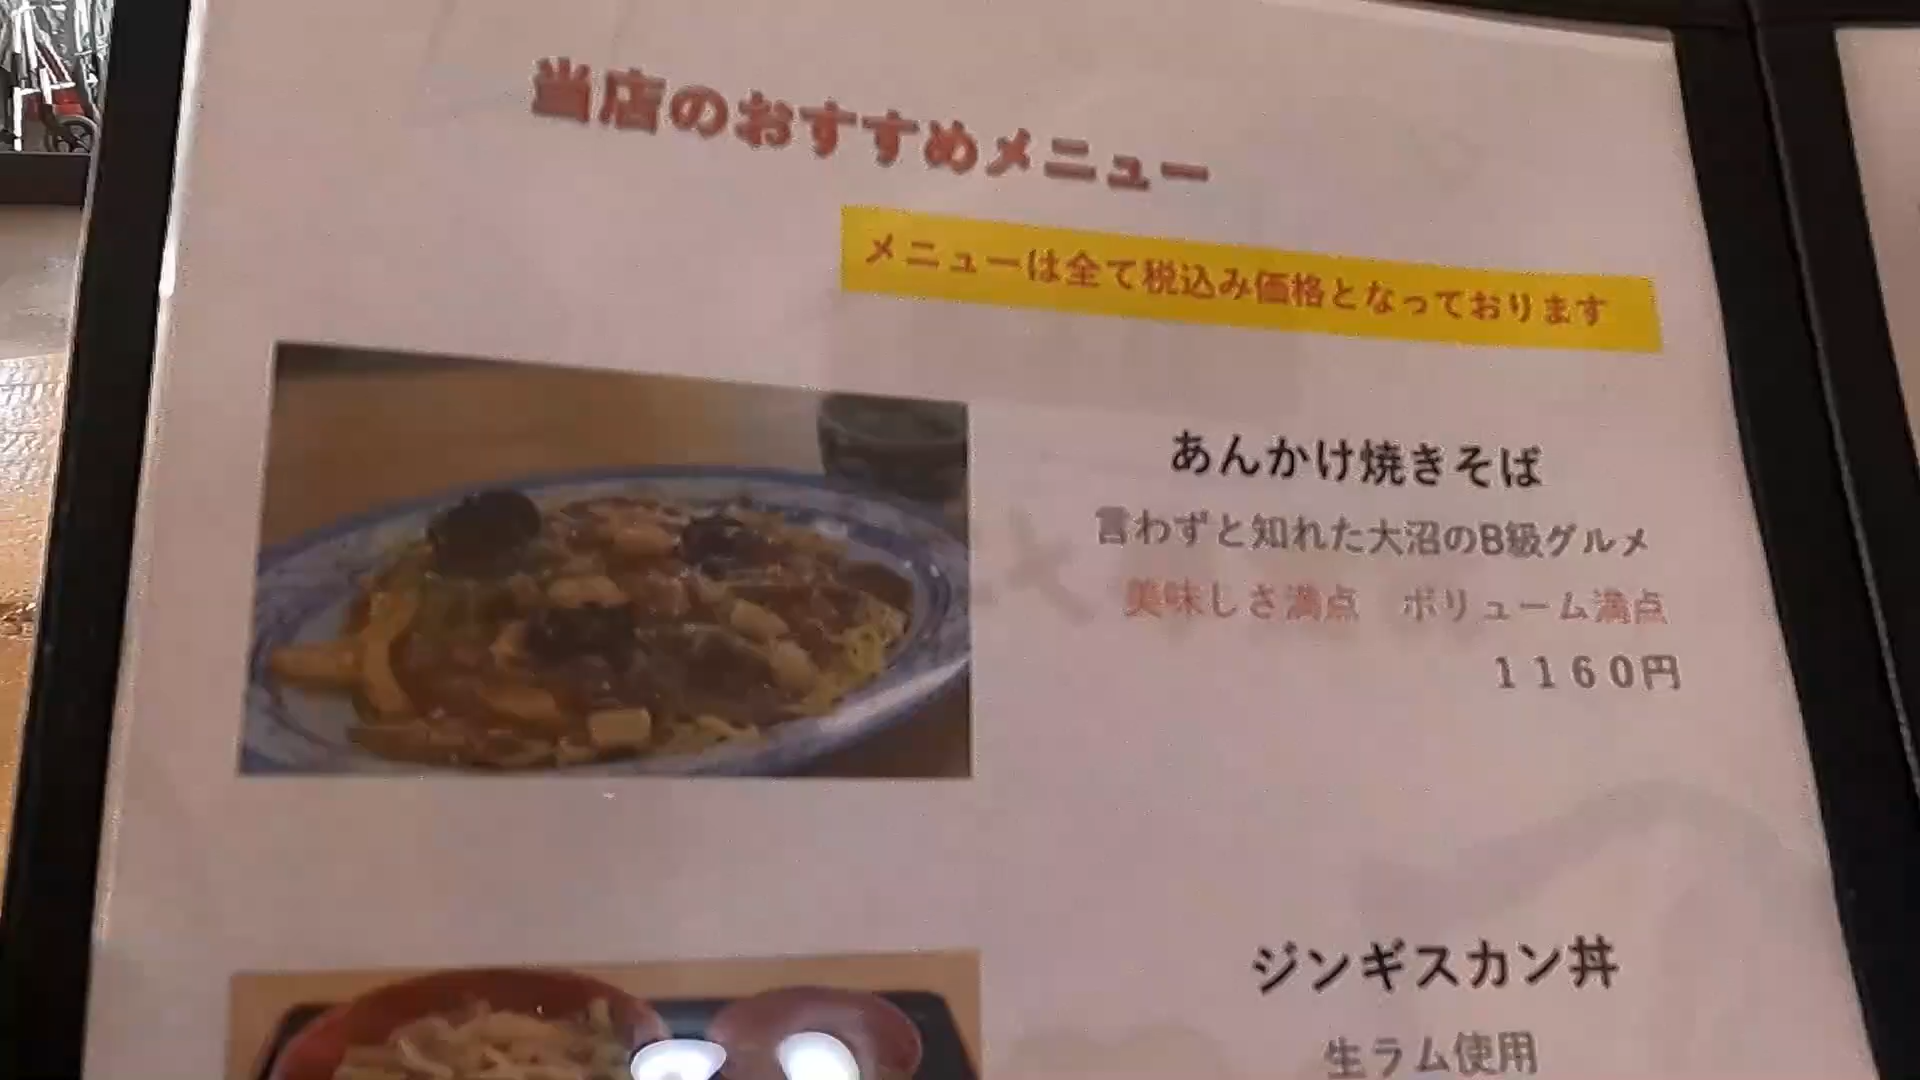 当店のおすすめメニュー
メニューは全て税込み価格となっております
あんかけ焼きそば
言わずと知れた大沼のB級グルメ
美味しさ満点　ボリューム満点
１１６０円
ジンギスカン丼
生ラム使用